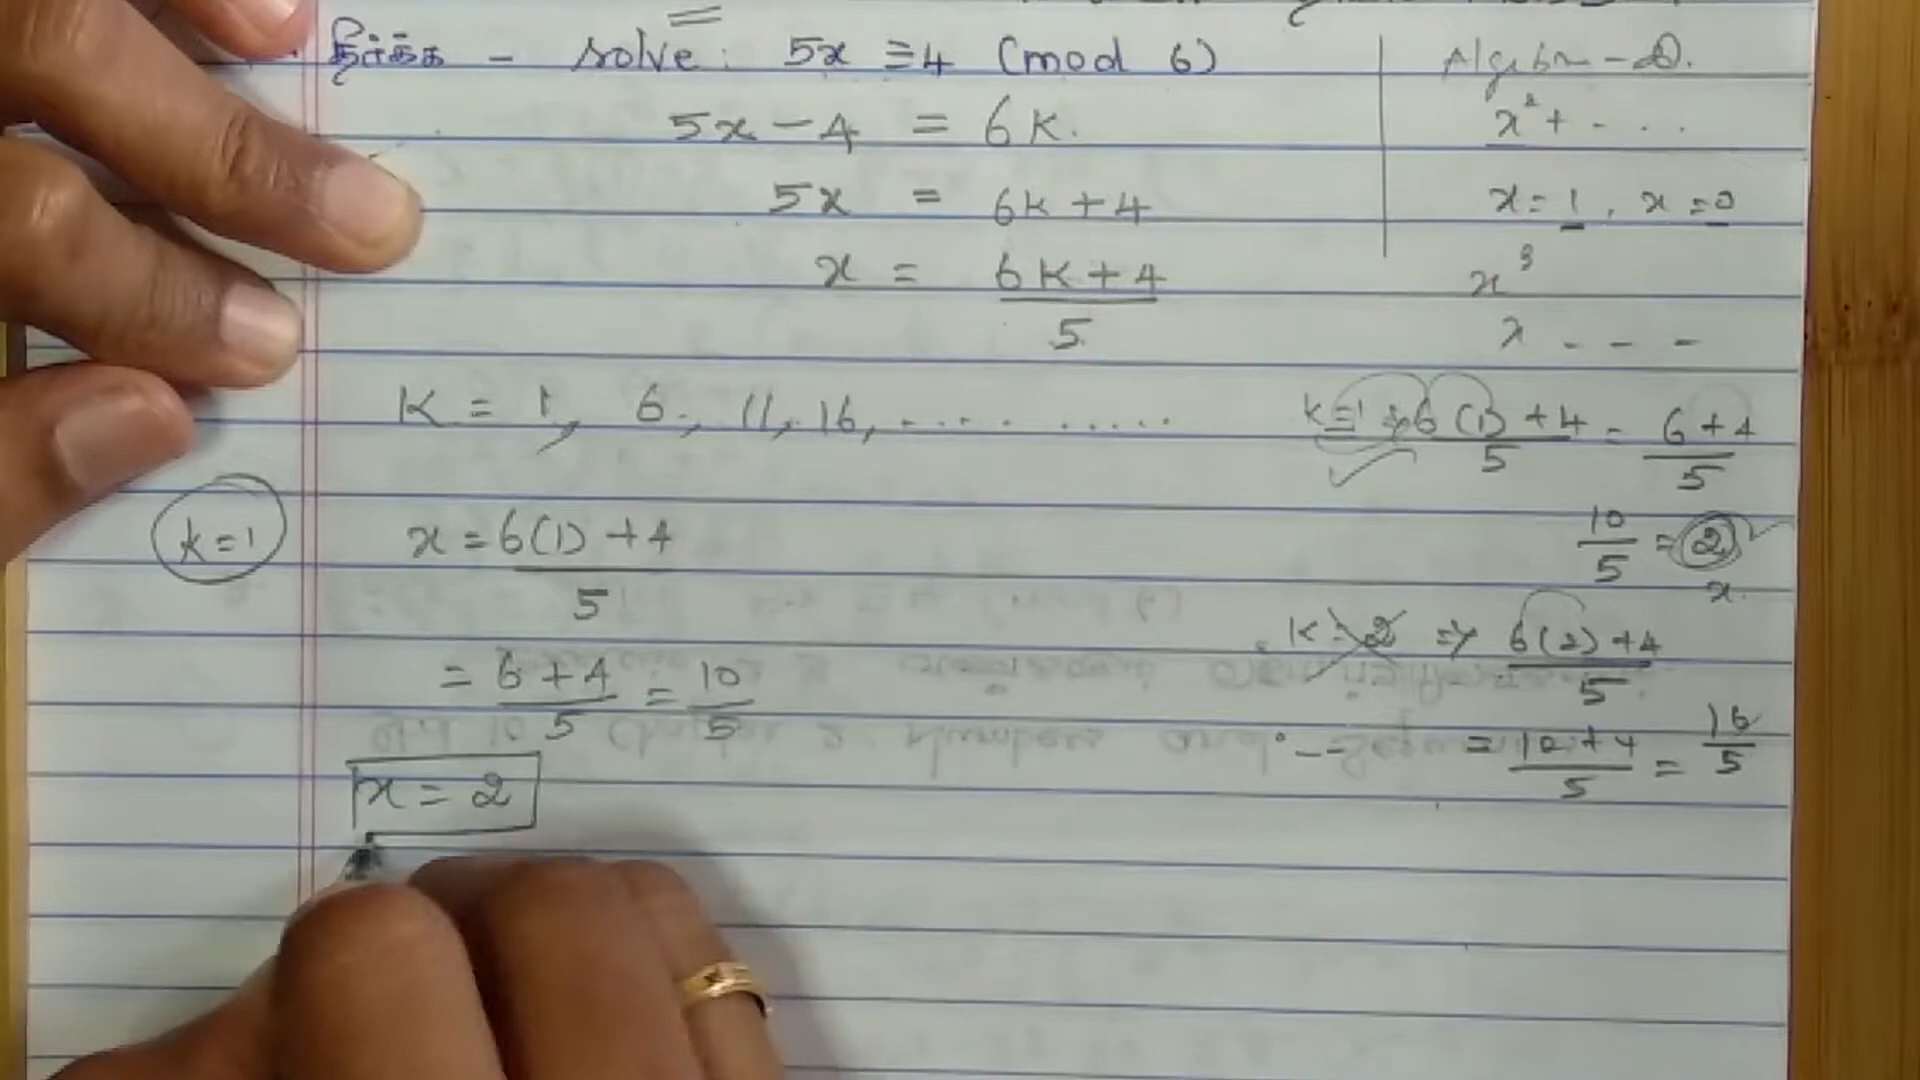 தீர்க்க - solve: 5x ≡ 4 (mod 6)
5x - 4 = 6k.
5x = 6k + 4
x = 6k + 4
5
K = 1, 6, 11, 16, .... .....
k=1 x = 6(1) + 4
5
= 6 + 4 = 10
5 5
x = 2
x² + - . .
x = 1, x = 0
x³
x - - -
k=1 ⇒ 6(1) + 4 = 6 + 4
5 5
10 = 2
5 x.
k=2 ⇒ 6(2) + 4
5
= 12 + 4 = 16
5 5